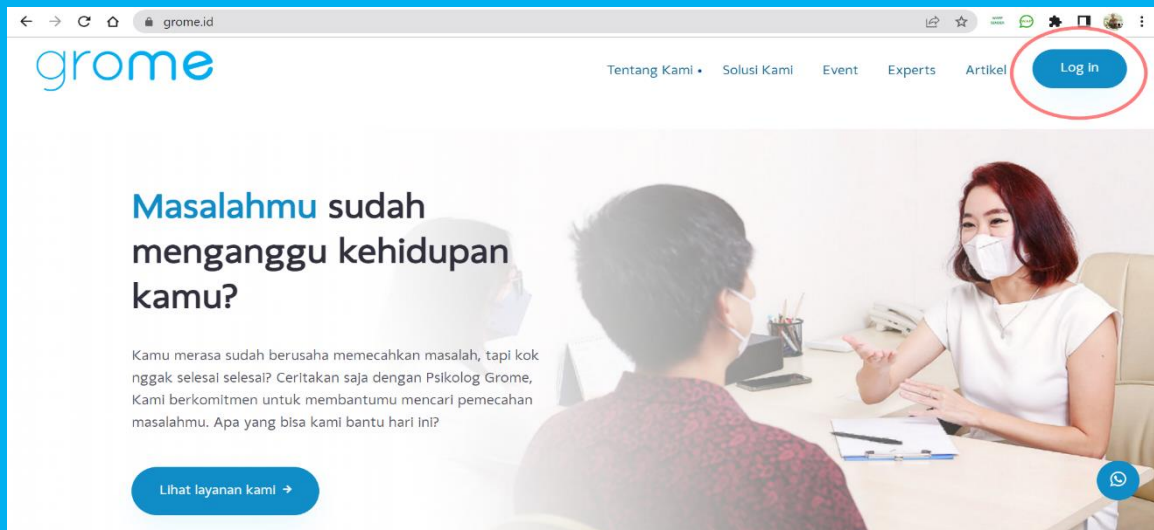 grome.id
grome
Tentang Kami • Solusi Kami Event Experts Artikel Log in
Masalahmu sudah
menganggu kehidupan
kamu?
Kamu merasa sudah berusaha memecahkan masalah, tapi kok
nggak selesai selesai? Ceritakan saja dengan Psikolog Grome,
Kami berkomitmen untuk membantumu mencari pemecahan
masalahmu. Apa yang bisa kami bantu hari ini?
Lihat layanan kami →